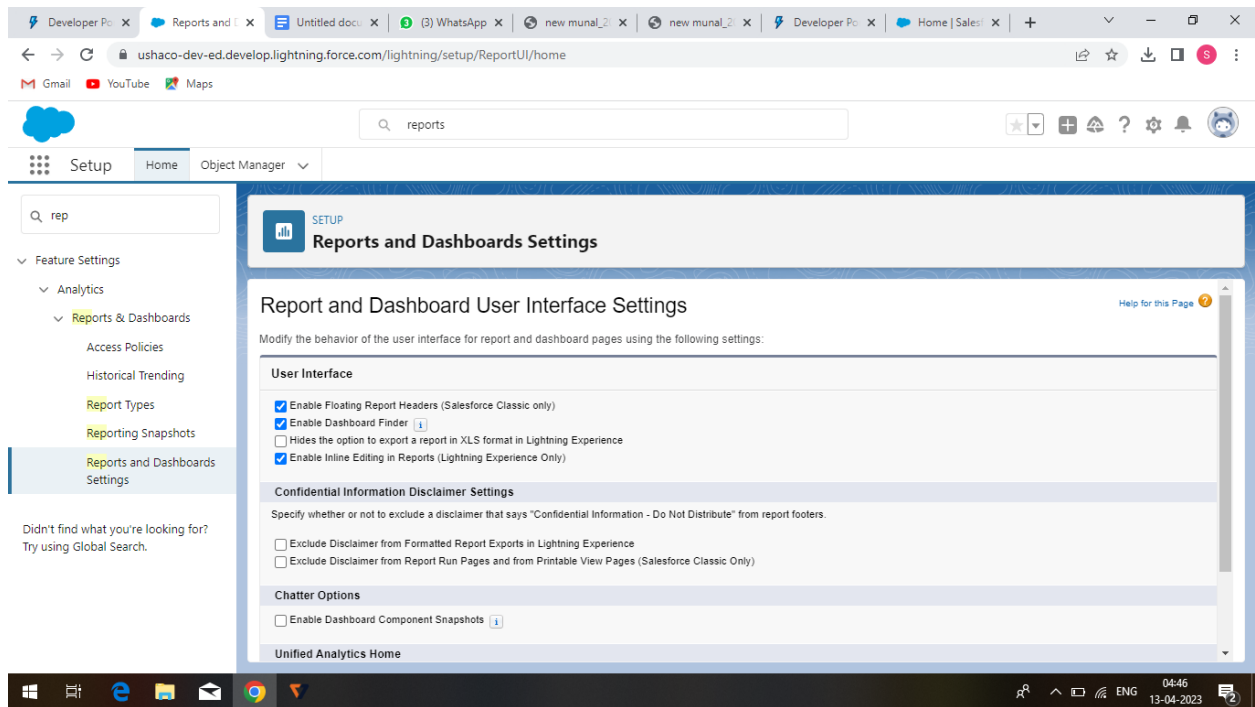 Developer Po
Reports and D
Untitled docu
(3) WhatsApp
new munal_2
new munal_2
Developer Po
Home | Salesf
ushaco-dev-ed.develop.lightning.force.com/lightning/setup/ReportUI/home
S
Gmail
YouTube
Maps
reports
Setup
Home
Object Manager
rep
Feature Settings
Analytics
Reports & Dashboards
Access Policies
Historical Trending
Report Types
Reporting Snapshots
Reports and Dashboards
Settings
Didn't find what you're looking for?
Try using Global Search.
SETUP
Reports and Dashboards Settings
Report and Dashboard User Interface Settings
Help for this Page
Modify the behavior of the user interface for report and dashboard pages using the following settings:
User Interface
Enable Floating Report Headers (Salesforce Classic only)
Enable Dashboard Finder i
Hides the option to export a report in XLS format in Lightning Experience
Enable Inline Editing in Reports (Lightning Experience Only)
Confidential Information Disclaimer Settings
Specify whether or not to exclude a disclaimer that says "Confidential Information - Do Not Distribute" from report footers.
Exclude Disclaimer from Formatted Report Exports in Lightning Experience
Exclude Disclaimer from Report Run Pages and from Printable View Pages (Salesforce Classic Only)
Chatter Options
Enable Dashboard Component Snapshots i
Unified Analytics Home
ENG
04:46
13-04-2023
2